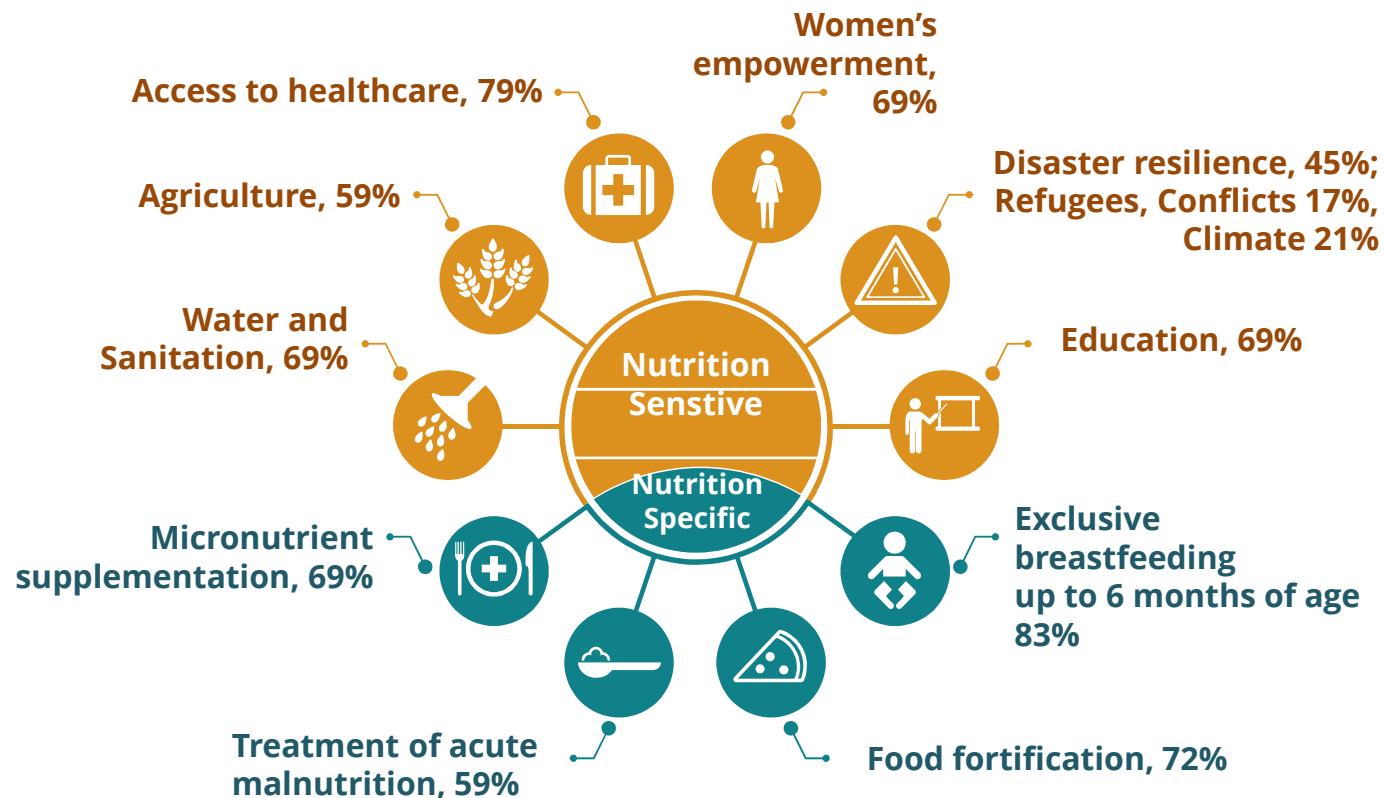 Women’s
empowerment,
69%
Access to healthcare, 79%
Disaster resilience, 45%;
Refugees, Conflicts 17%,
Climate 21%
Agriculture, 59%
Water and
Sanitation, 69%
Education, 69%
Nutrition
Senstive
Nutrition
Specific
Micronutrient
supplementation, 69%
Exclusive
breastfeeding
up to 6 months of age
83%
Treatment of acute
malnutrition, 59%
Food fortification, 72%